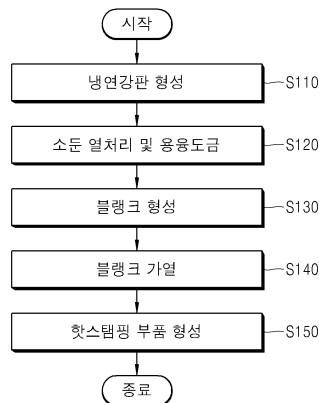 시작
냉연강판 형성
S110
소둔 열처리 및 용융도금
S120
블랭크 형성
S130
블랭크 가열
S140
핫스탬핑 부품 형성
S150
종료